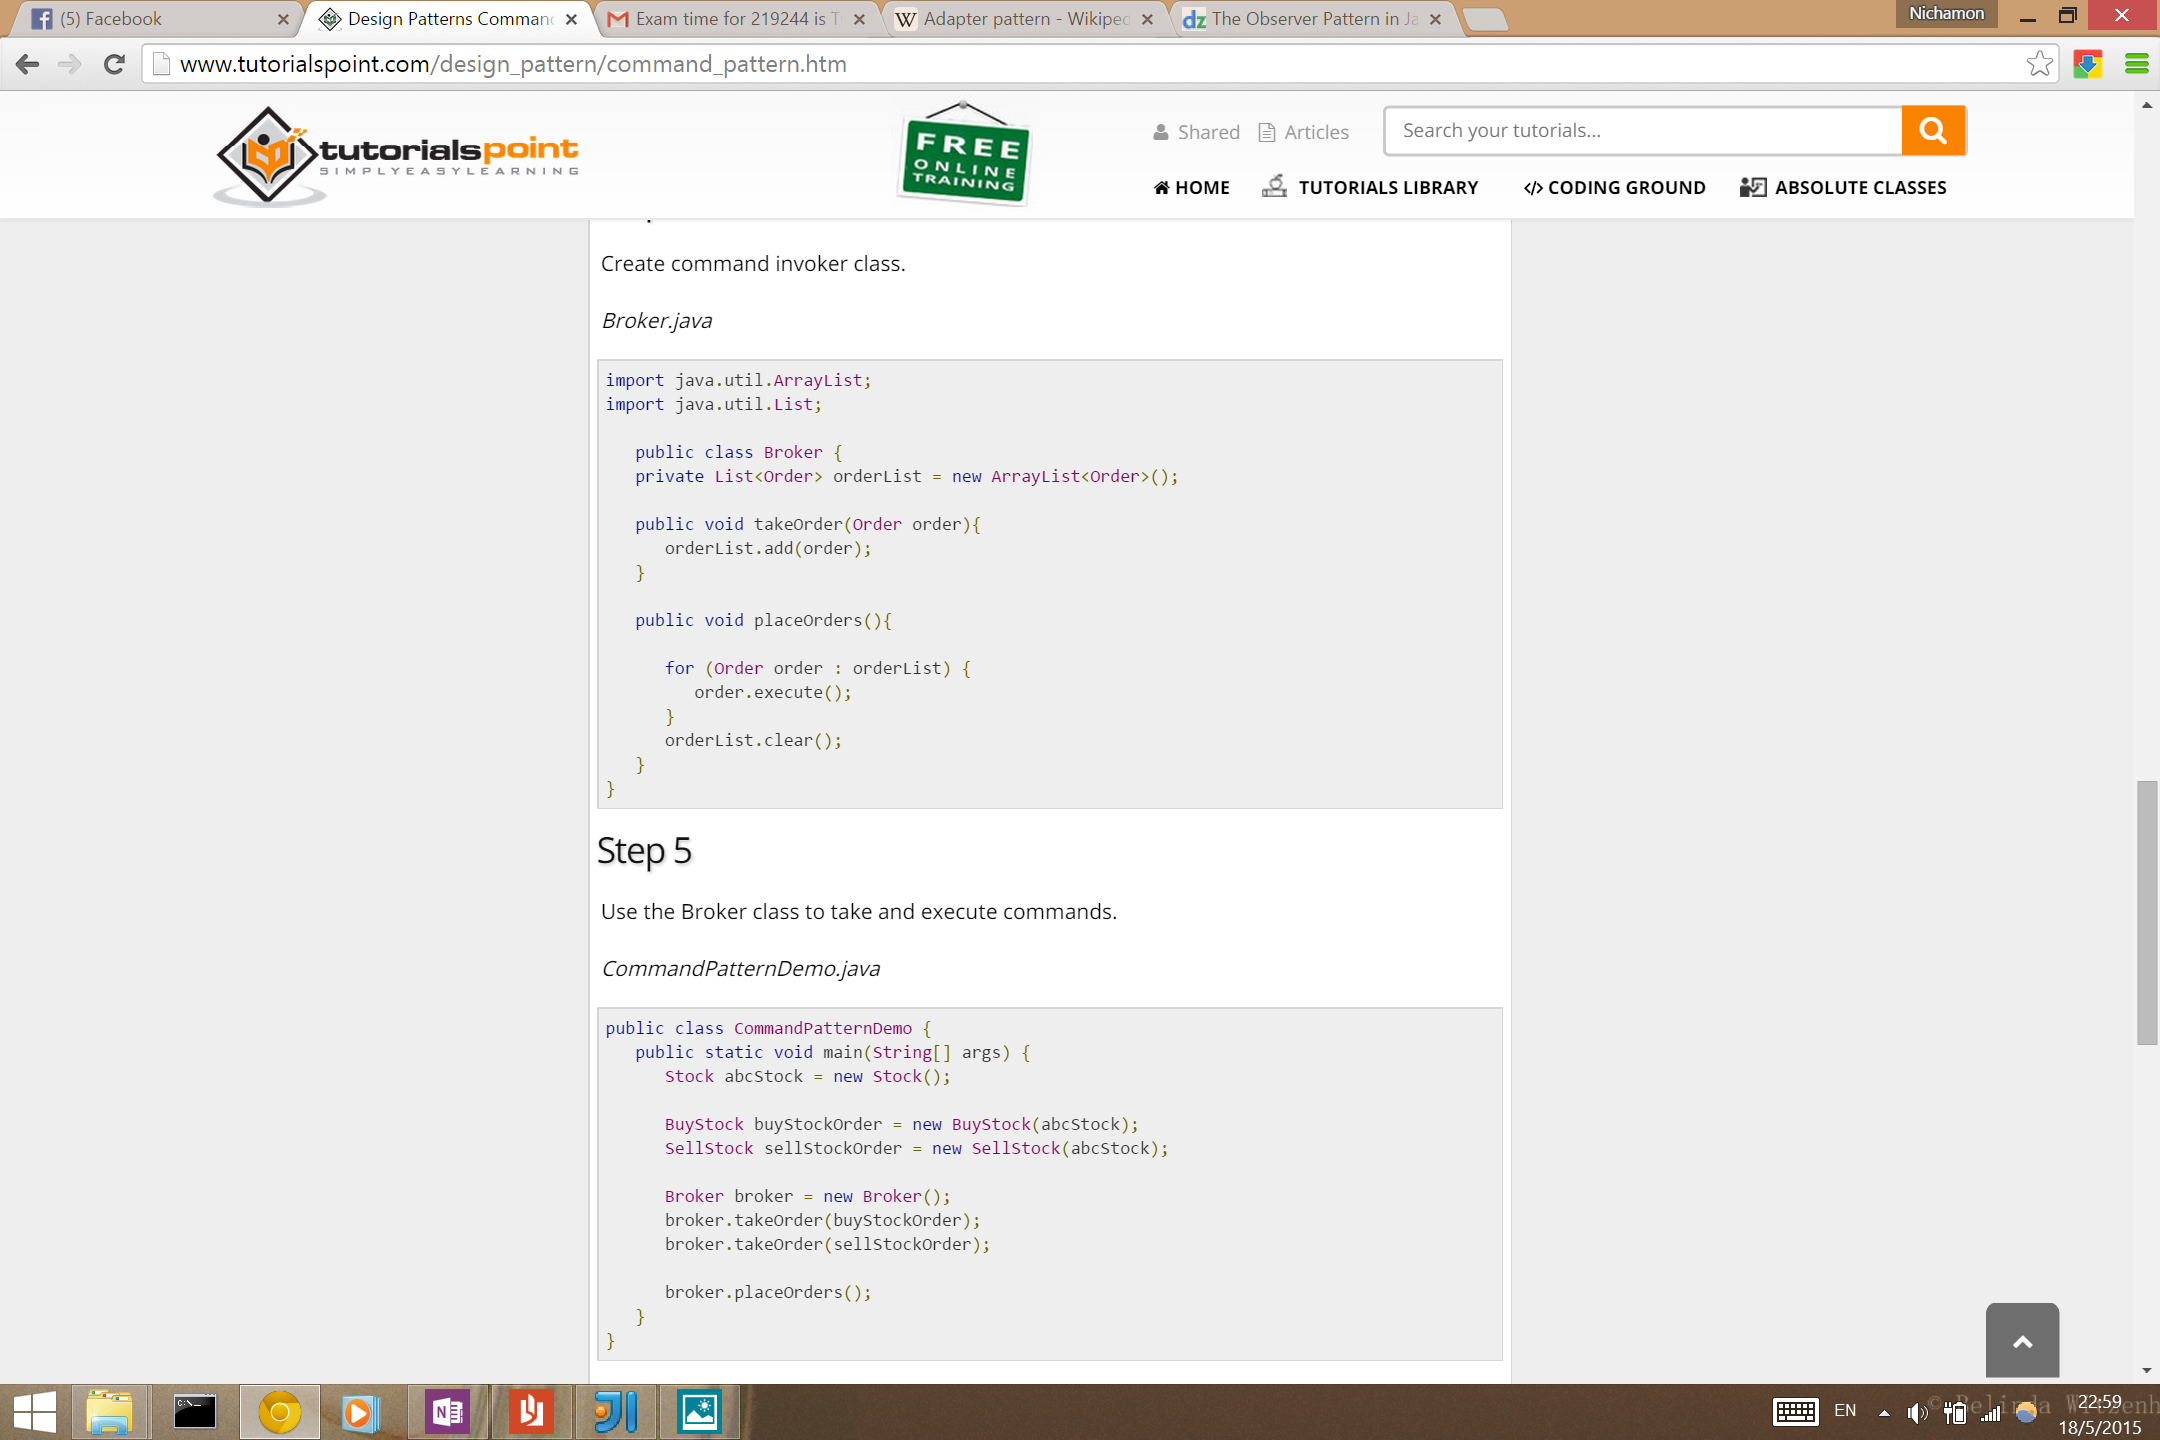 (5) Facebook
Design Patterns Comman
Exam time for 219244 is T
Adapter pattern - Wikiped
The Observer Pattern in Ja
Nichamon
www.tutorialspoint.com/design_pattern/command_pattern.htm
tutorialspoint
SIMPLYEASYLEARNING
FREE
ONLINE
TRAINING
Shared
Articles
Search your tutorials...
HOME
TUTORIALS LIBRARY
</> CODING GROUND
ABSOLUTE CLASSES
Create command invoker class.
Broker.java
import java.util.ArrayList;
import java.util.List;
public class Broker {
private List<Order> orderList = new ArrayList<Order>();
public void takeOrder(Order order){
orderList.add(order);
}
public void placeOrders(){
for (Order order : orderList) {
order.execute();
}
orderList.clear();
}
}
Step 5
Use the Broker class to take and execute commands.
CommandPatternDemo.java
public class CommandPatternDemo {
public static void main(String[] args) {
Stock abcStock = new Stock();
BuyStock buyStockOrder = new BuyStock(abcStock);
SellStock sellStockOrder = new SellStock(abcStock);
Broker broker = new Broker();
broker.takeOrder(buyStockOrder);
broker.takeOrder(sellStockOrder);
broker.placeOrders();
}
}
EN
22:59
18/5/2015